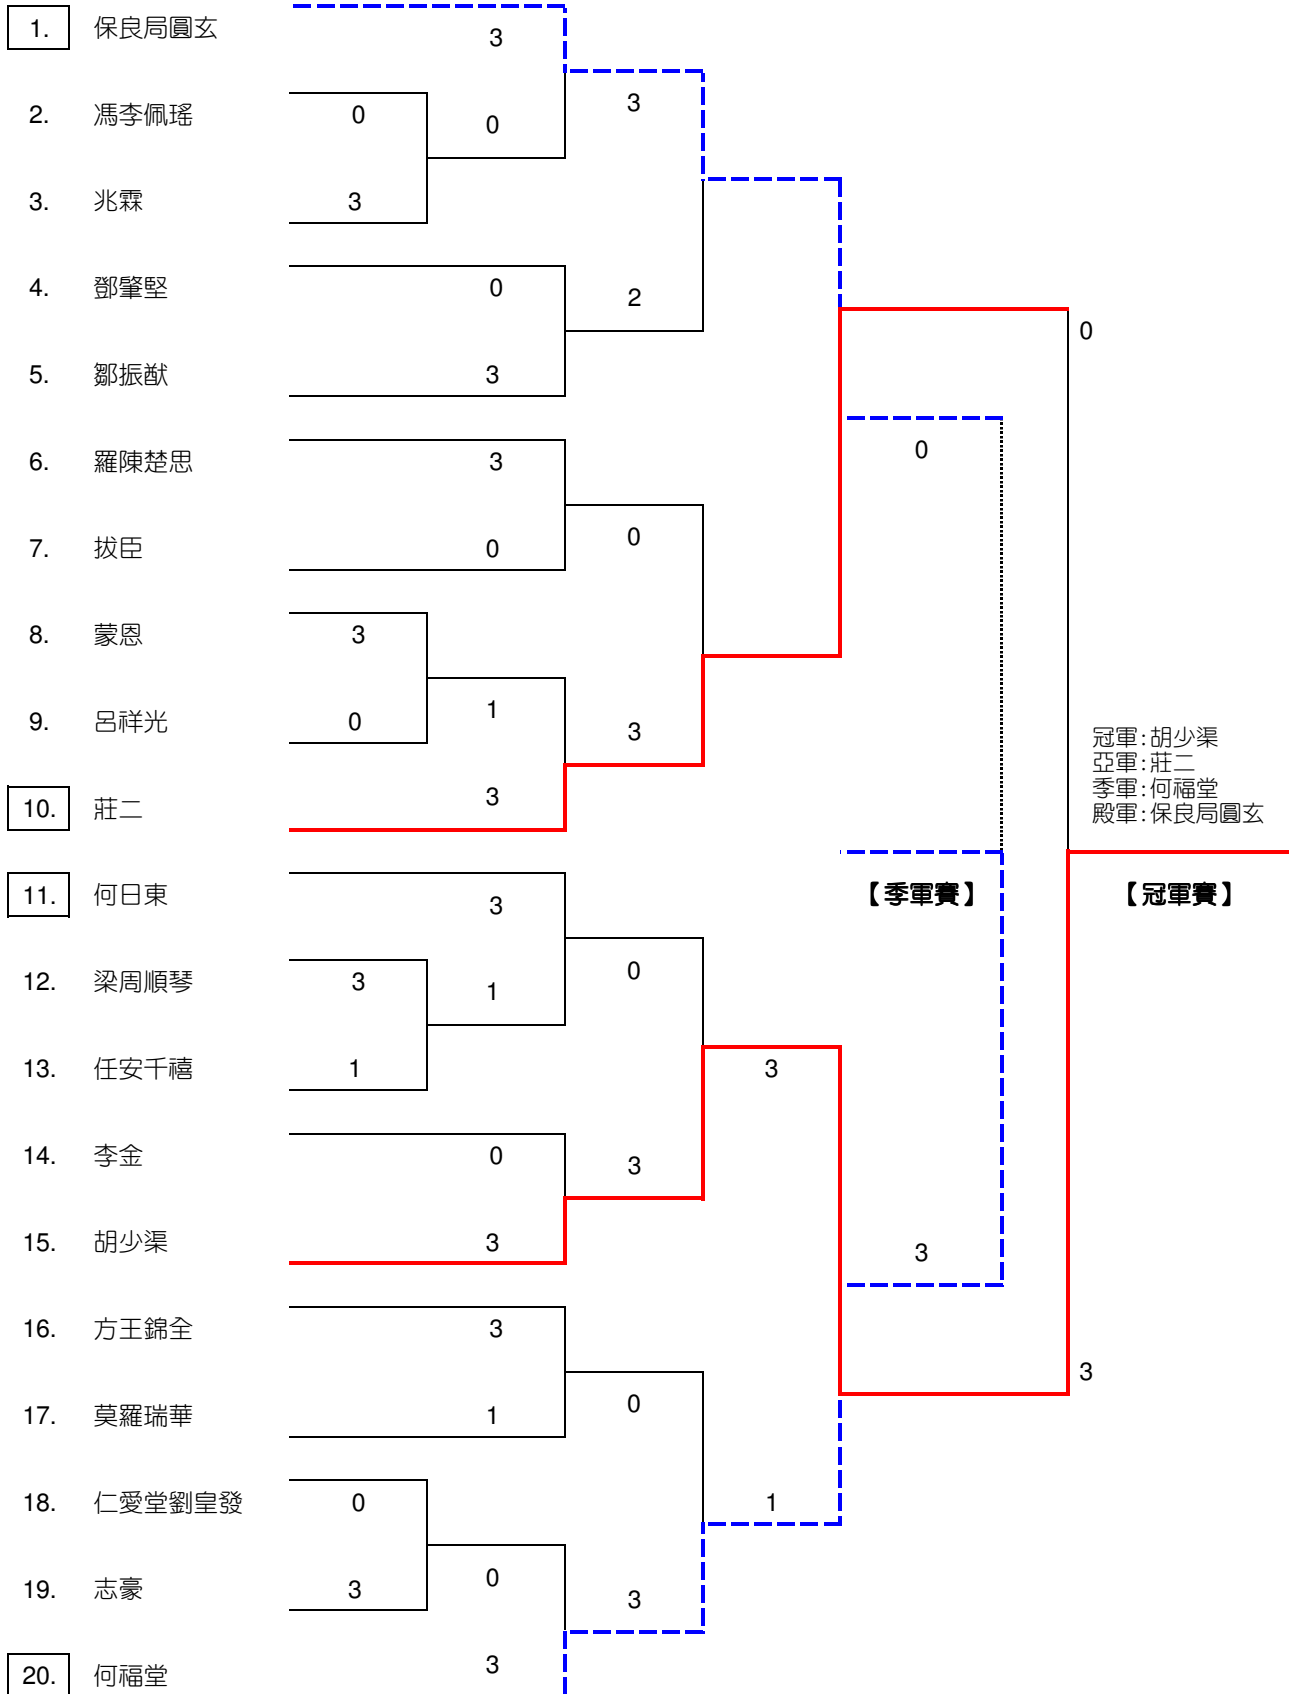 1. 保良局圓玄 3
2. 馮李佩瑤 0 0 3
3. 兆霖 3
4. 鄧肇堅 0 2
0
5. 鄒振猷 3
6. 羅陳楚思 3 0
7. 拔臣 0 0
8. 蒙恩 3
9. 呂祥光 0 1 3
冠軍:胡少渠
亞軍:莊二
季軍:何福堂
殿軍:保良局圓玄
10. 莊二 3
11. 何日東 3 【季軍賽】 【冠軍賽】
12. 梁周順琴 3 1 0
13. 任安千禧 1 3
14. 李金 0 3
15. 胡少渠 3 3
16. 方王錦全 3
3
17. 莫羅瑞華 1 0
18. 仁愛堂劉皇發 0 1
19. 志豪 3 0 3
20. 何福堂 3